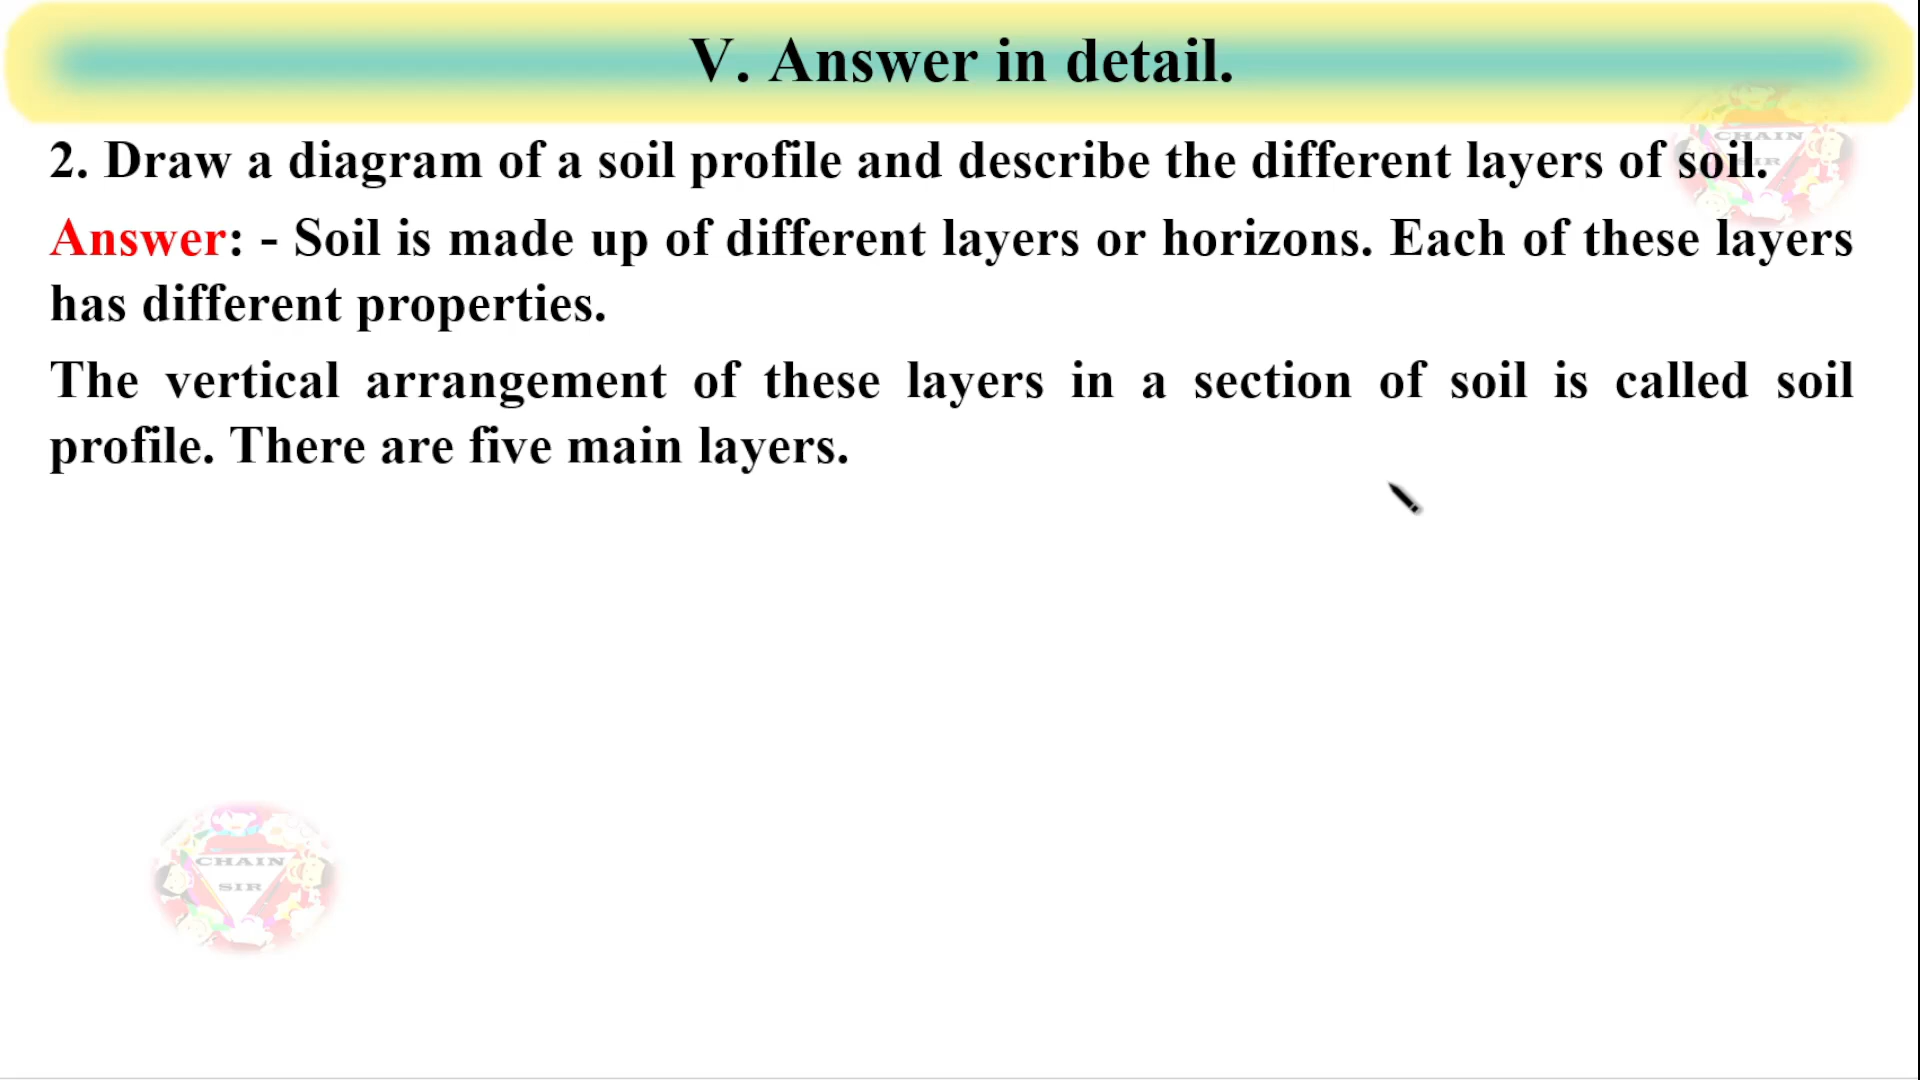 V. Answer in detail.
CHAIN
SIR
2. Draw a diagram of a soil profile and describe the different layers of soil.
Answer: - Soil is made up of different layers or horizons. Each of these layers
has different properties.
The vertical arrangement of these layers in a section of soil is called soil
profile. There are five main layers.
CHAIN
SIR